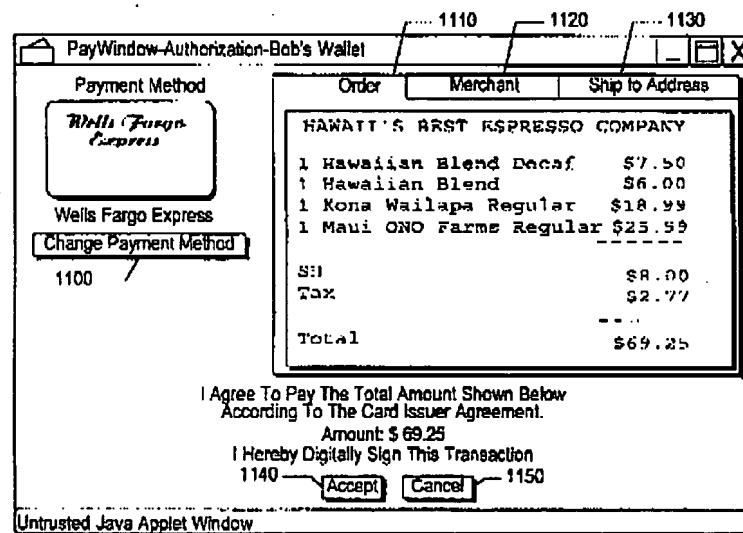 1110 1120 1130
PayWindow-Authorization-Bob's Wallet
Payment Method
Wells Fargo
Express
Wells Fargo Express
Change Payment Method
1100
Order Merchant Ship to Address
HAWAII'S BEST ESPRESSO COMPANY
1 Hawaiian Blend Decaf $7.50
1 Hawaiian Blend $6.00
1 Kona Wailapa Regular $18.99
1 Maui ONO Farms Regular $25.99
SH $8.00
Tax $2.77
Total $69.25
I Agree To Pay The Total Amount Shown Below
According To The Card Issuer Agreement.
Amount: $ 69.25
I Hereby Digitally Sign This Transaction
1140 Accept Cancel 1150
Untrusted Java Applet Window